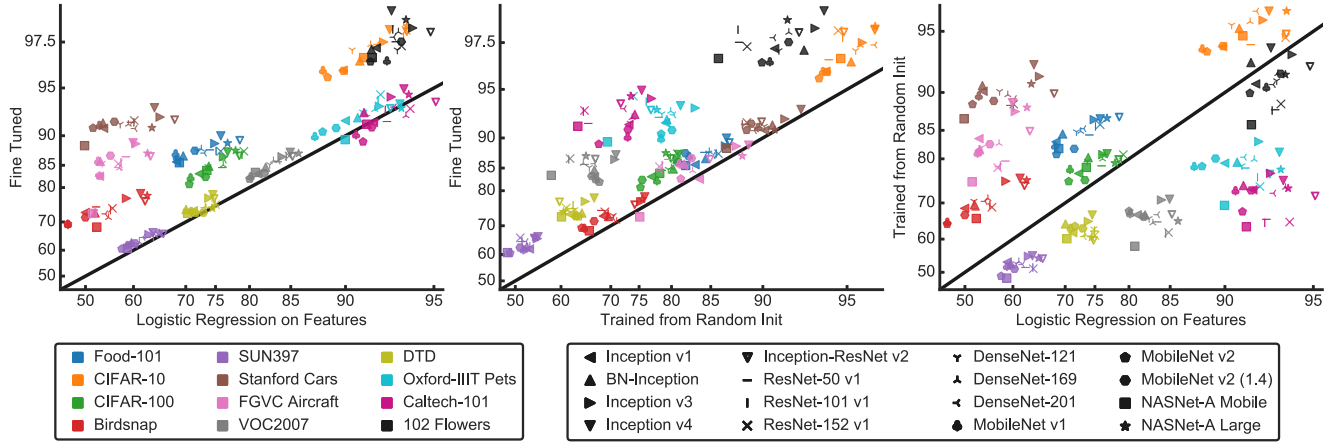 97.5
95
90
85
80
70
60
50
Fine Tuned
50 60 70 75 80 85 90 95
Logistic Regression on Features
97.5
95
90
85
80
70
60
50
Fine Tuned
50 60 70 75 80 85 90 95
Trained from Random Init
95
90
85
80
70
60
50
Trained from Random Init
50 60 70 75 80 85 90 95
Logistic Regression on Features
Food-101 SUN397 DTD
CIFAR-10 Stanford Cars Oxford-IIIT Pets
CIFAR-100 FGVC Aircraft Caltech-101
Birdsnap VOC2007 102 Flowers
Inception v1 Inception-ResNet v2 DenseNet-121 MobileNet v2
BN-Inception ResNet-50 v1 DenseNet-169 MobileNet v2 (1.4)
Inception v3 ResNet-101 v1 DenseNet-201 NASNet-A Mobile
Inception v4 ResNet-152 v1 MobileNet v1 NASNet-A Large